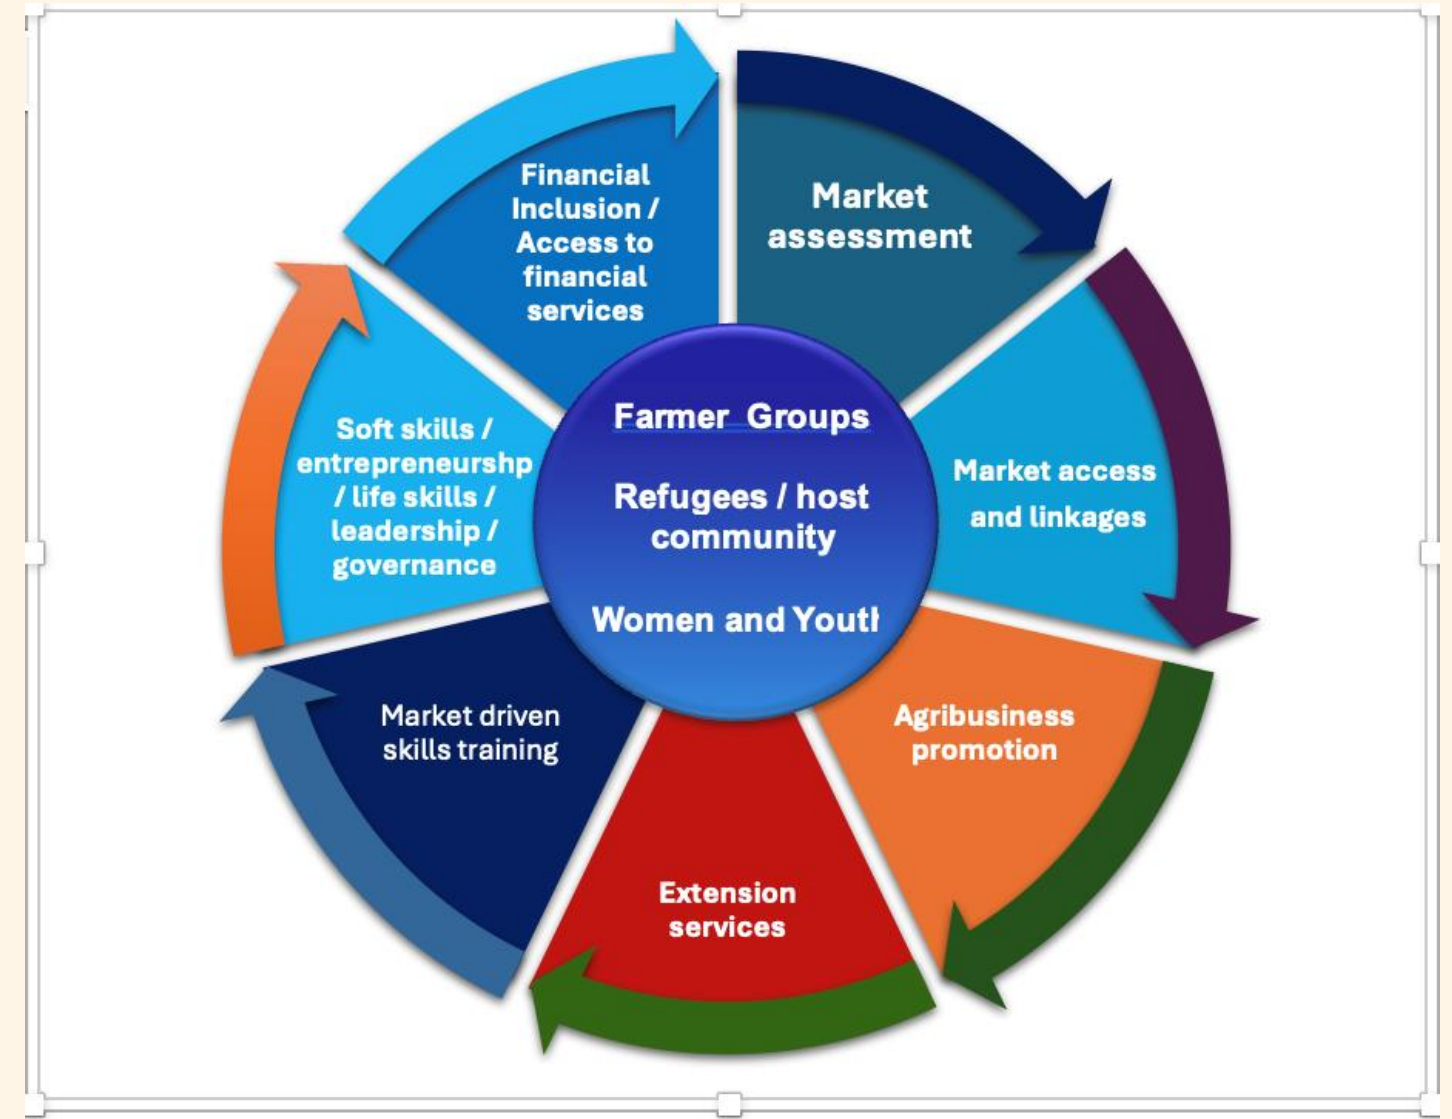 Financial
Inclusion /
Access to
financial
services
Market
assessment
Market access
and linkages
Agribusiness
promotion
Extension
services
Market driven
skills training
Soft skills /
entrepreneurshp
/ life skills /
leadership /
governance
Farmer Groups
Refugees / host
community
Women and Youth